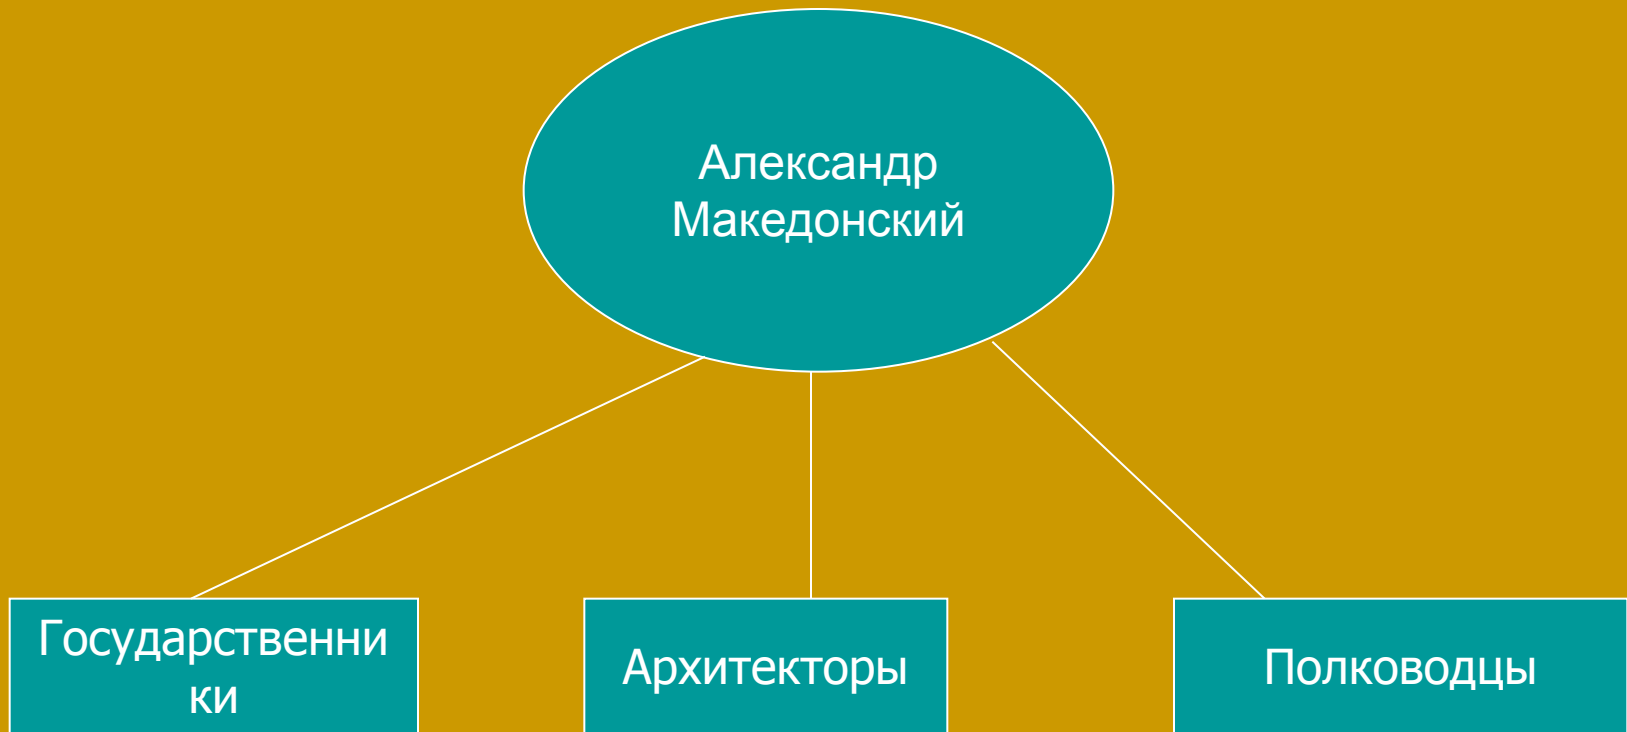 Александр
Македонский
Государственни
ки
Архитекторы
Полководцы